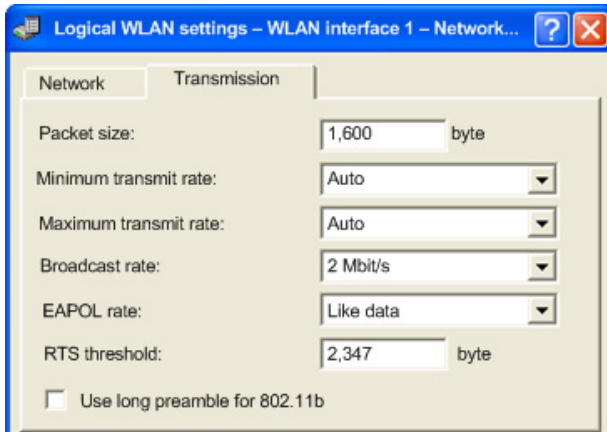 Logical WLAN settings – WLAN interface 1 – Network...
Network Transmission
Packet size: 1,600 byte
Minimum transmit rate: Auto
Maximum transmit rate: Auto
Broadcast rate: 2 Mbit/s
EAPOL rate: Like data
RTS threshold: 2,347 byte
Use long preamble for 802.11b